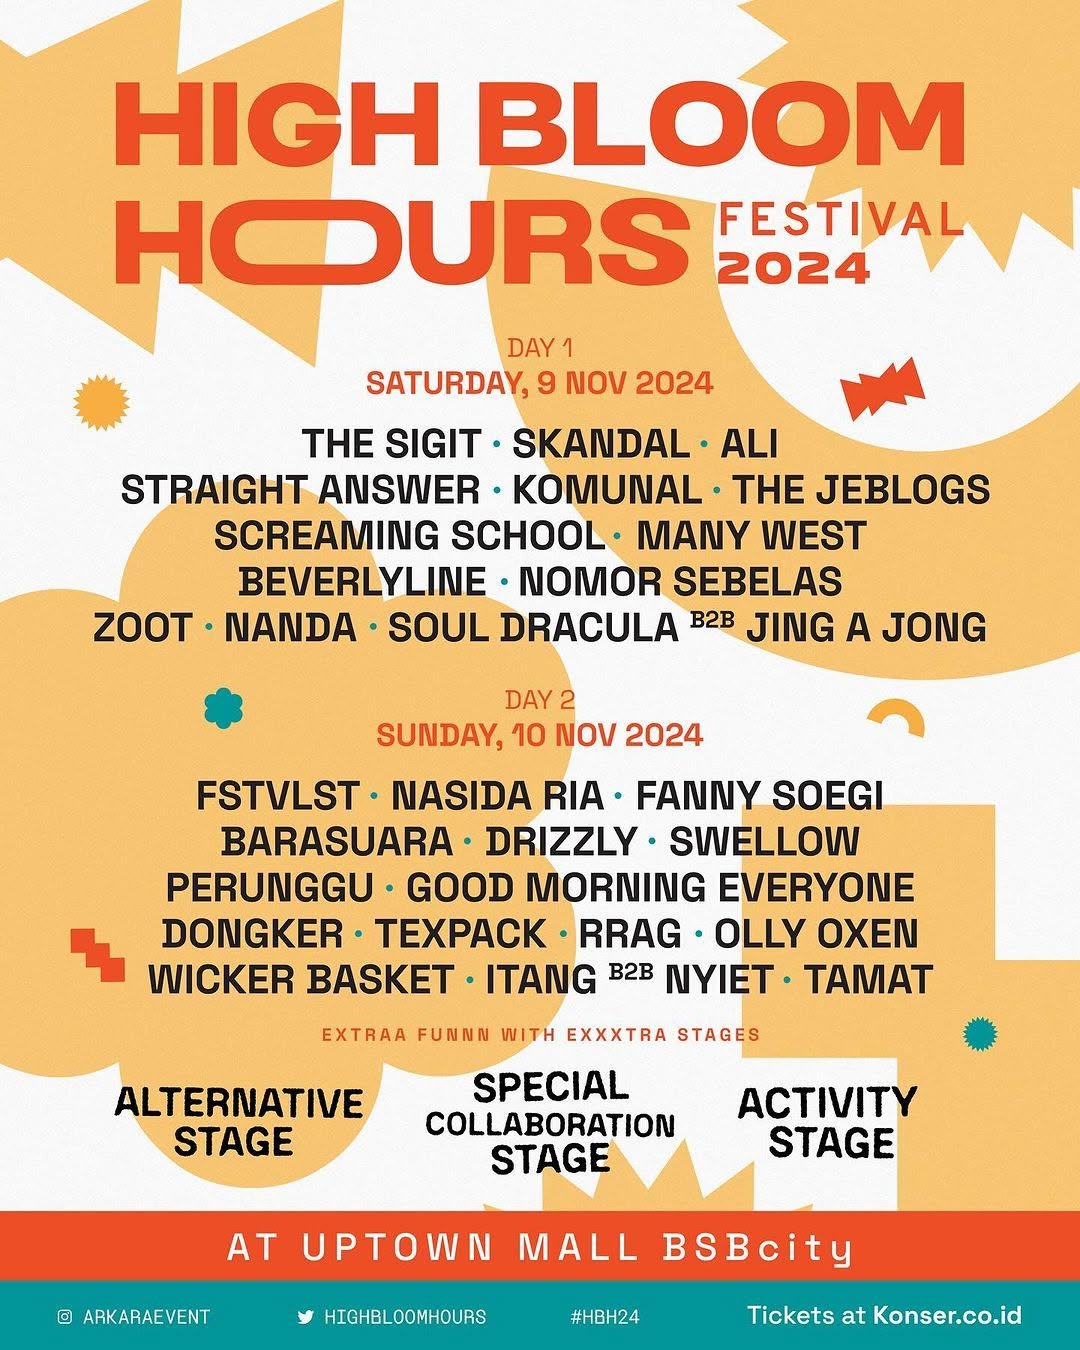 HIGH BLOOM
HOURS FESTIVAL
2024
DAY 1
SATURDAY, 9 NOV 2024
THE SIGIT · SKANDAL · ALI
STRAIGHT ANSWER · KOMUNAL · THE JEBLOGS
SCREAMING SCHOOL · MANY WEST
BEVERLYLINE · NOMOR SEBELAS
ZOOT · NANDA · SOUL DRACULA B2B JING A JONG
DAY 2
SUNDAY, 10 NOV 2024
FSTVLST · NASIDA RIA · FANNY SOEGI
BARASUARA · DRIZZLY · SWELLOW
PERUNGGU · GOOD MORNING EVERYONE
DONGKER · TEXPACK · RRAG · OLLY OXEN
WICKER BASKET · ITANG B2B NYIET · TAMAT
EXTRAA FUNNN WITH EXXXTRA STAGES
ALTERNATIVE
STAGE
SPECIAL
COLLABORATION
STAGE
ACTIVITY
STAGE
AT UPTOWN MALL BSBcity
ARKARAEVENT HIGHBLOOMHOURS #HBH24 Tickets at Konser.co.id